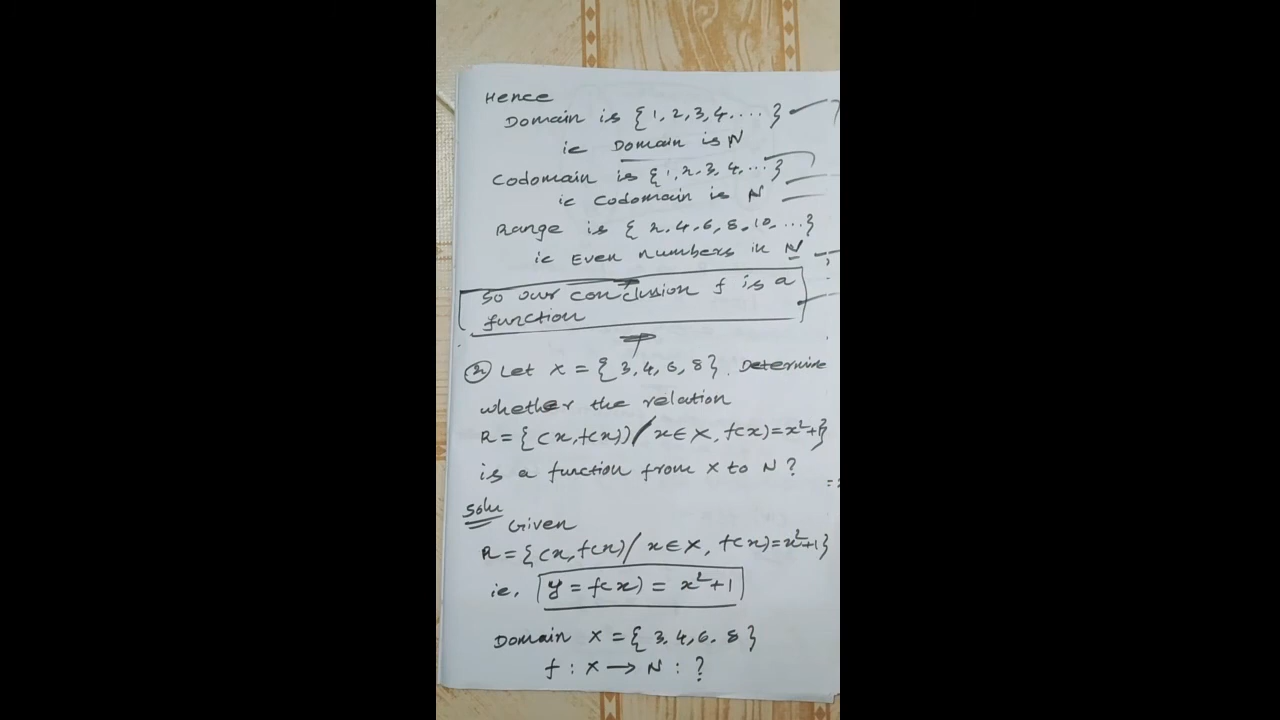 Hence
Domain is {1, 2, 3, 4, ....}
ie Domain is N
Codomain is {1, 2, 3, 4, ...}
ie Codomain is N
Range is {2, 4, 6, 8, 10, ...}
ie Even numbers in N
So our conclusion f is a
function
② Let X = {3, 4, 6, 8}. Determine
whether the relation
R = {(x, f(x)) / x ∈ X, f(x) = x²+1}
is a function from X to N ?
Solu
Given
R = {(x, f(x) / x ∈ X, f(x) = x²+1}
ie, y = f(x) = x²+1
Domain X = {3, 4, 6, 8}
f : X → N : ?